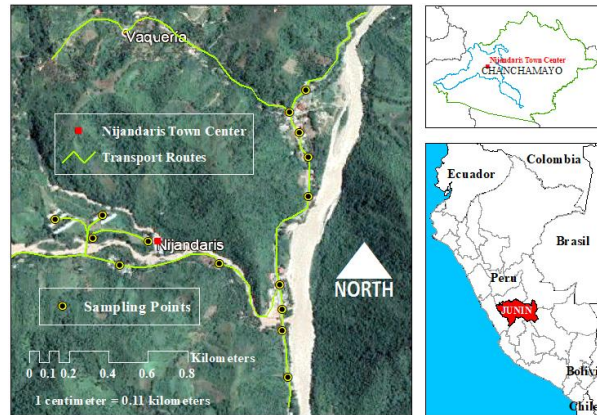 Vaqueria
Nijandaris Town Center
Transport Routes
Nijandaris
NORTH
Sampling Points
Kilometers
0 0.1 0.2 0.4 0.6 0.8
1 centimeter = 0.11 kilometers
Nijandaris Town Center
CHANCHAMAYO
Colombia
Ecuador
Brasil
Peru
JUNIN
Bolivi
Chile